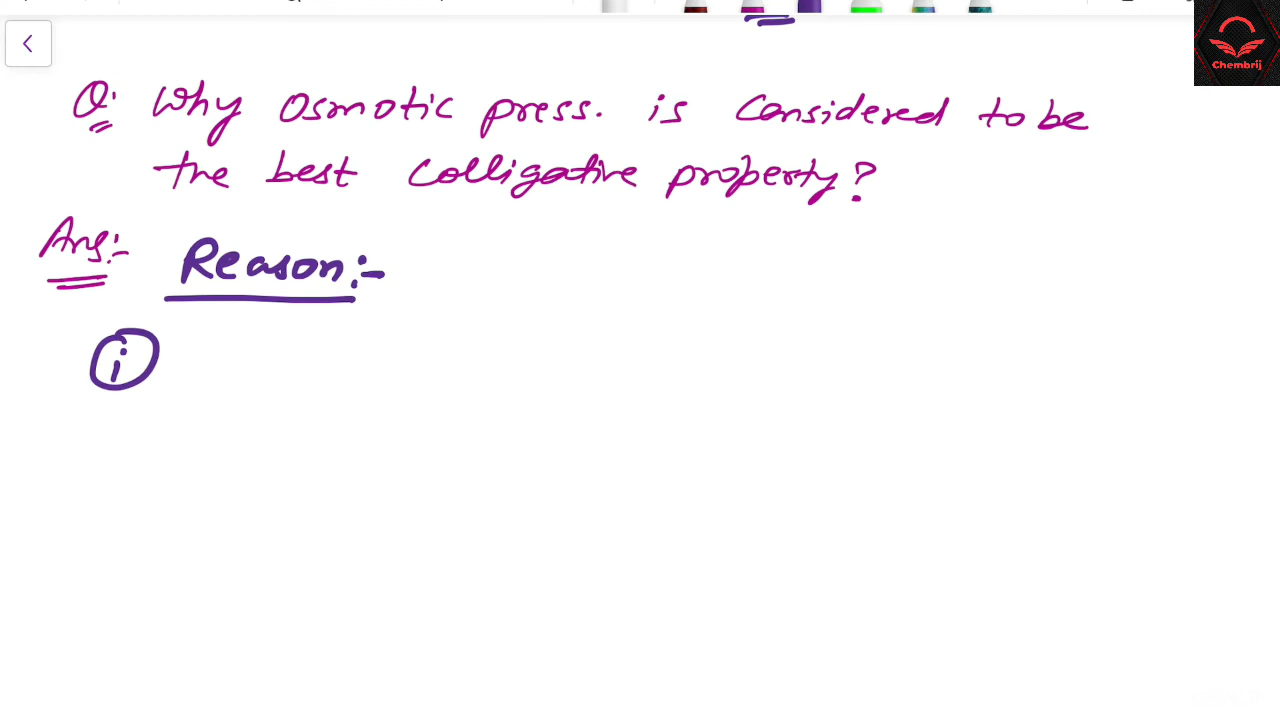 Chembrij
Q: Why Osmotic press. is considered to be
the best colligative property?
Ans:-
Reason:-
i